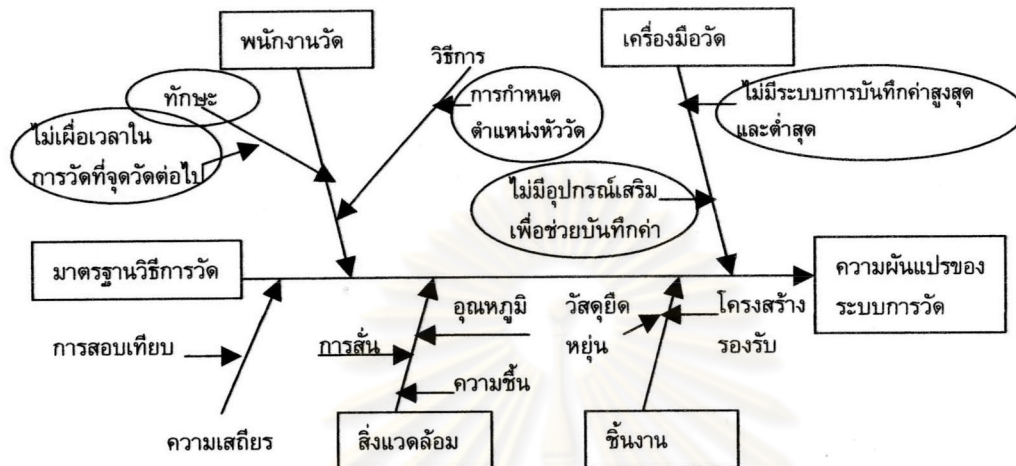 พนักงานวัด
วิธีการ
เครื่องมือวัด
ทักษะ
การกำหนด
ตำแหน่งหัววัด
ไม่มีระบบการบันทึกค่าสูงสุด
และต่ำสุด
ไม่เผื่อเวลาใน
การวัดที่จุดวัดต่อไป
ไม่มีอุปกรณ์เสริม
เพื่อช่วยบันทึกค่า
มาตรฐานวิธีการวัด
ความผันแปรของ
ระบบการวัด
อุณหภูมิ
วัสดุยืด
หยุ่น
โครงสร้าง
รองรับ
การสอบเทียบ
การสั่น
ความชื้น
ความเสถียร
สิ่งแวดล้อม
ชิ้นงาน